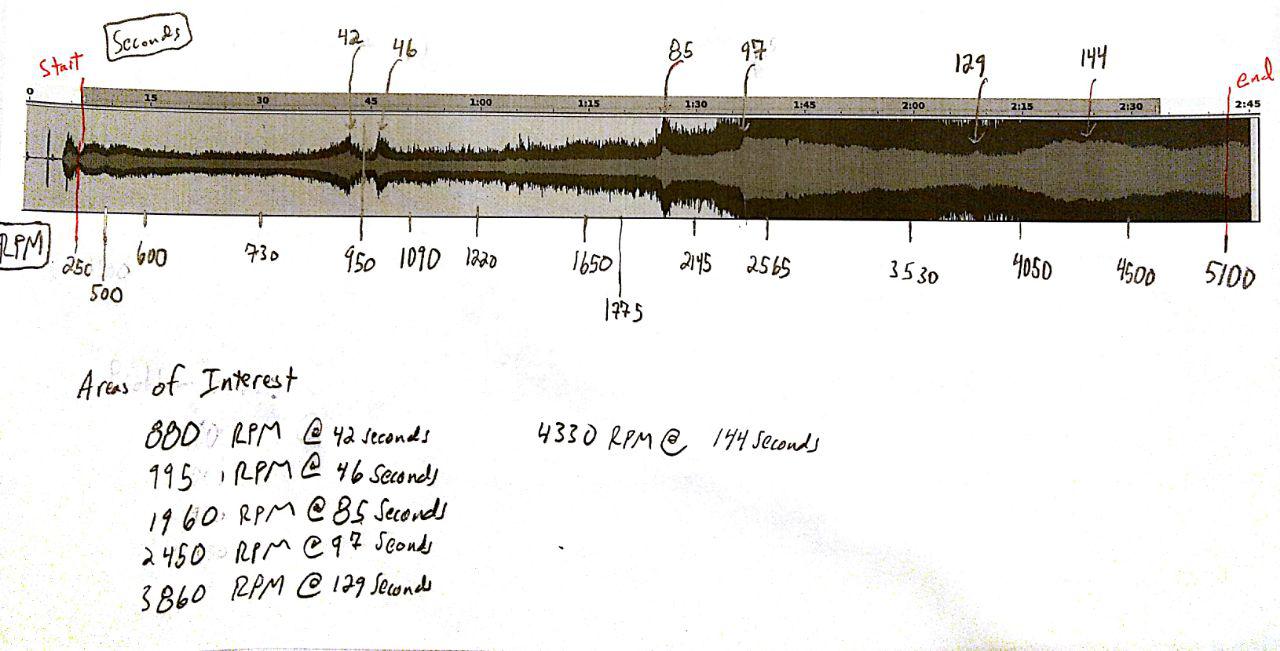 Seconds
42 46 85 97 129 144
Start end
0 15 30 45 1:00 1:15 1:30 1:45 2:00 2:15 2:30 2:45
RPM
250 600 730 950 1090 1220 1650 2145 2565 3530 4050 4500 5100
500 1775
Areas of Interest
880 RPM @ 42 seconds 4330 RPM @ 144 Seconds
995 RPM @ 46 Seconds
1960 RPM @ 85 Seconds
2450 RPM @ 97 Seconds
3860 RPM @ 129 Seconds